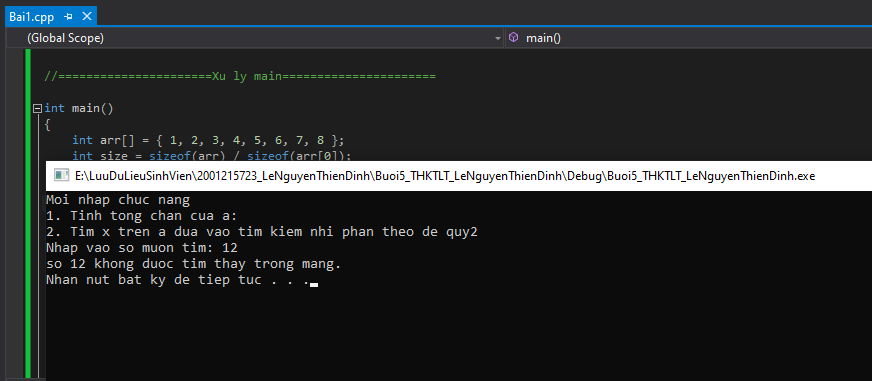 Bai1.cpp
(Global Scope) main()
//======================Xu ly main======================
int main()
{
int arr[] = { 1, 2, 3, 4, 5, 6, 7, 8 };
int size = sizeof(arr) / sizeof(arr[0]);
E:\LuuDuLieuSinhVien\2001215723_LeNguyenThienDinh\Buoi5_THKTLT_LeNguyenThienDinh\Debug\Buoi5_THKTLT_LeNguyenThienDinh.exe
Moi nhap chuc nang
1. Tinh tong chan cua a:
2. Tim x tren a dua vao tim kiem nhi phan theo de quy2
Nhap vao so muon tim: 12
so 12 khong duoc tim thay trong mang.
Nhan nut bat ky de tiep tuc . . .